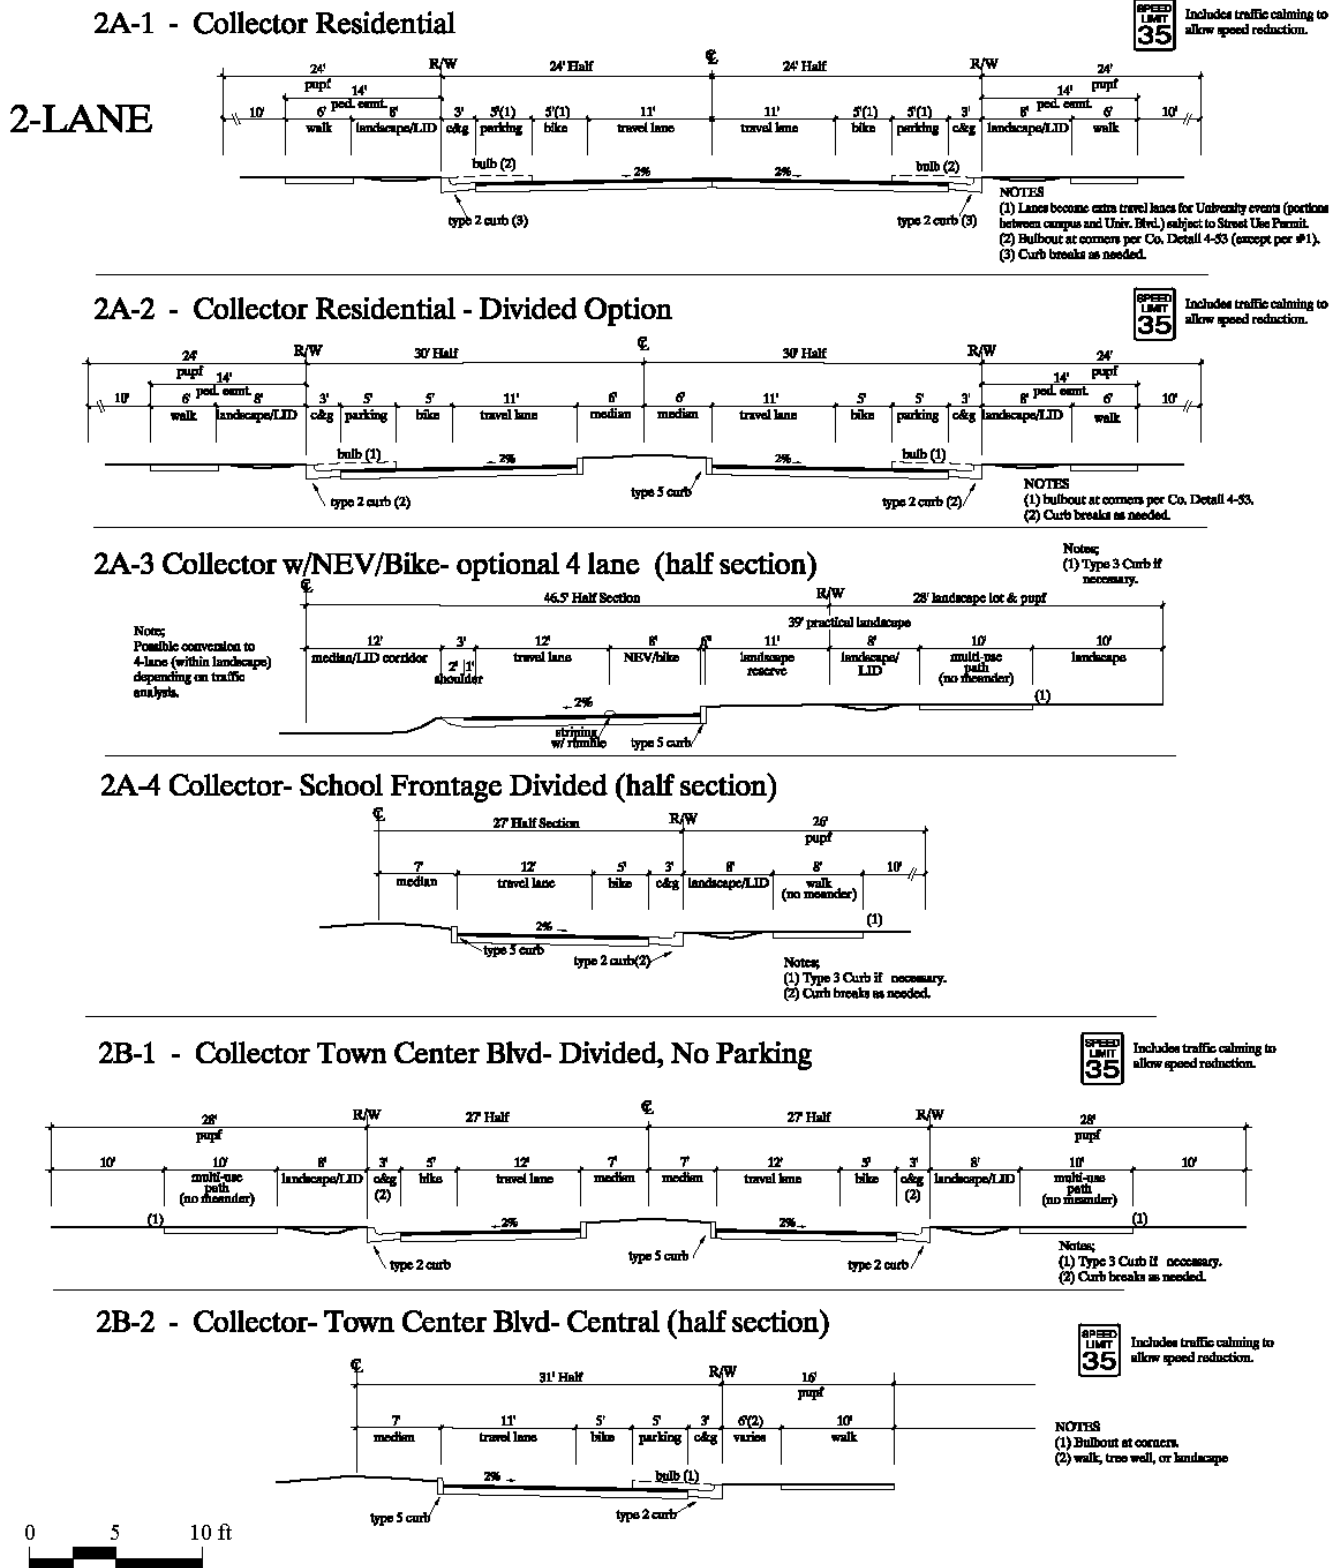 2A-1 - Collector Residential
SPEED LIMIT 35
Includes traffic calming to
allow speed reduction.
2-LANE
R/W ℄ R/W
24' 24' Half 24' Half 24'
pupf pupf
14' 14'
ped. esmt. ped. esmt.
10' 6' 8' 3' 5'(1) 5'(1) 11' 11' 5'(1) 5'(1) 3' 8' 6' 10'
walk landscape/LID c&g parking bike travel lane travel lane bike parking c&g landscape/LID walk
bulb (2) 2% 2% bulb (2)
type 2 curb (3) type 2 curb (3)
NOTES
(1) Lanes become extra travel lanes for University events (portions
between campus and Univ. Blvd.) subject to Street Use Permit.
(2) Bulbout at corners per Co. Detail 4-53 (except per #1).
(3) Curb breaks as needed.
2A-2 - Collector Residential - Divided Option
SPEED LIMIT 35
Includes traffic calming to
allow speed reduction.
R/W ℄ R/W
24' 30' Half 30' Half 24'
pupf pupf
14' 14'
ped. esmt. ped. esmt.
10' 6' 8' 3' 5' 5' 11' 6' 6' 11' 5' 5' 3' 8' 6' 10'
walk landscape/LID c&g parking bike travel lane median median travel lane bike parking c&g landscape/LID walk
bulb (1) 2% 2% bulb (1)
type 2 curb (2) type 5 curb type 2 curb (2)
NOTES
(1) bulbout at corners per Co. Detail 4-53.
(2) Curb breaks as needed.
2A-3 Collector w/NEV/Bike- optional 4 lane (half section)
Notes;
(1) Type 3 Curb if
necessary.
℄ R/W
46.5' Half Section 28' landscape lot & pupf
39' practical landscape
Note;
Possible conversion to
4-lane (within landscape)
depending on traffic
analysis.
12' 3' 12' 8' 6" 11' 8' 10' 10'
median/LID corridor travel lane NEV/bike landscape reserve landscape/ LID multi-use path (no meander) landscape
2' 1'
shoulder
2% (1)
striping w/ rumble type 5 curb
2A-4 Collector- School Frontage Divided (half section)
℄ R/W
27' Half Section 26'
pupf
7' 12' 5' 3' 8' 8' 10'
median travel lane bike c&g landscape/LID walk (no meander)
2% (1)
type 5 curb type 2 curb(2)
Notes;
(1) Type 3 Curb if necessary.
(2) Curb breaks as needed.
2B-1 - Collector Town Center Blvd- Divided, No Parking
SPEED LIMIT 35
Includes traffic calming to
allow speed reduction.
R/W ℄ R/W
28' 27' Half 27' Half 28'
pupf pupf
10' 10' 8' 3' 5' 12' 7' 7' 12' 5' 3' 8' 10' 10'
multi-use path (no meander) landscape/LID c&g (2) bike travel lane median median travel lane bike c&g (2) landscape/LID multi-use path (no meander)
(1) 2% 2% (1)
type 2 curb type 5 curb type 2 curb
Notes;
(1) Type 3 Curb if necessary.
(2) Curb breaks as needed.
2B-2 - Collector- Town Center Blvd- Central (half section)
SPEED LIMIT 35
Includes traffic calming to
allow speed reduction.
℄ R/W
31' Half 16'
pupf
7' 11' 5' 5' 3' 6'(2) 10'
median travel lane bike parking c&g varies walk
2% bulb (1)
type 5 curb type 2 curb
NOTES
(1) Bulbout at corners.
(2) walk, tree well, or landscape
0 5 10 ft